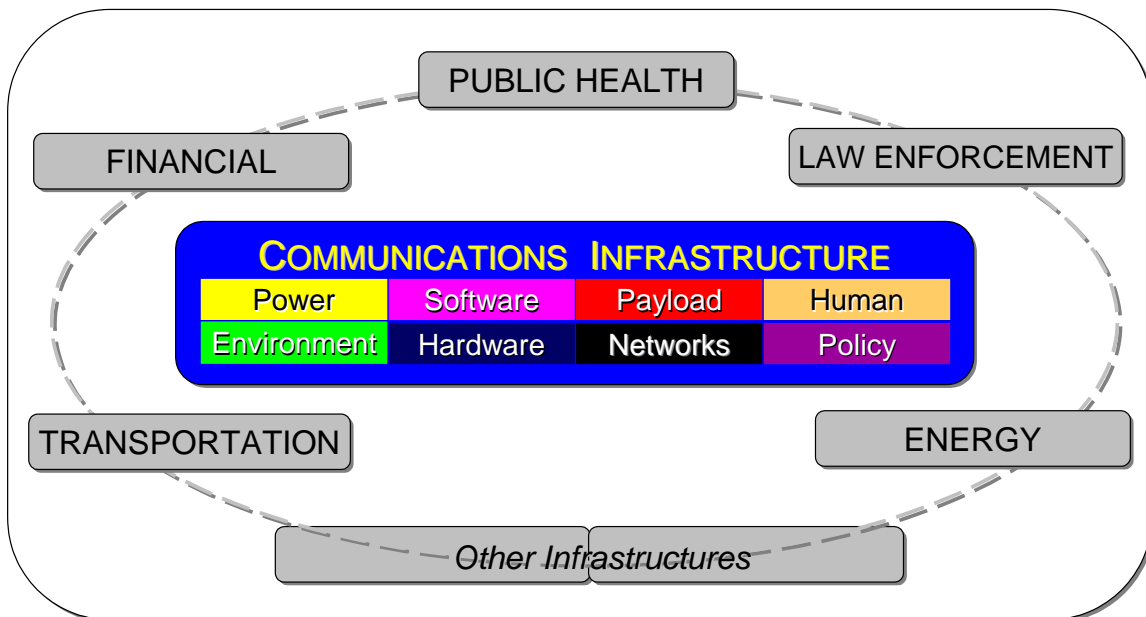 PUBLIC HEALTH
FINANCIAL
LAW ENFORCEMENT
COMMUNICATIONS INFRASTRUCTURE
Power Software Payload Human
Environment Hardware Networks Policy
TRANSPORTATION
ENERGY
Other Infrastructures